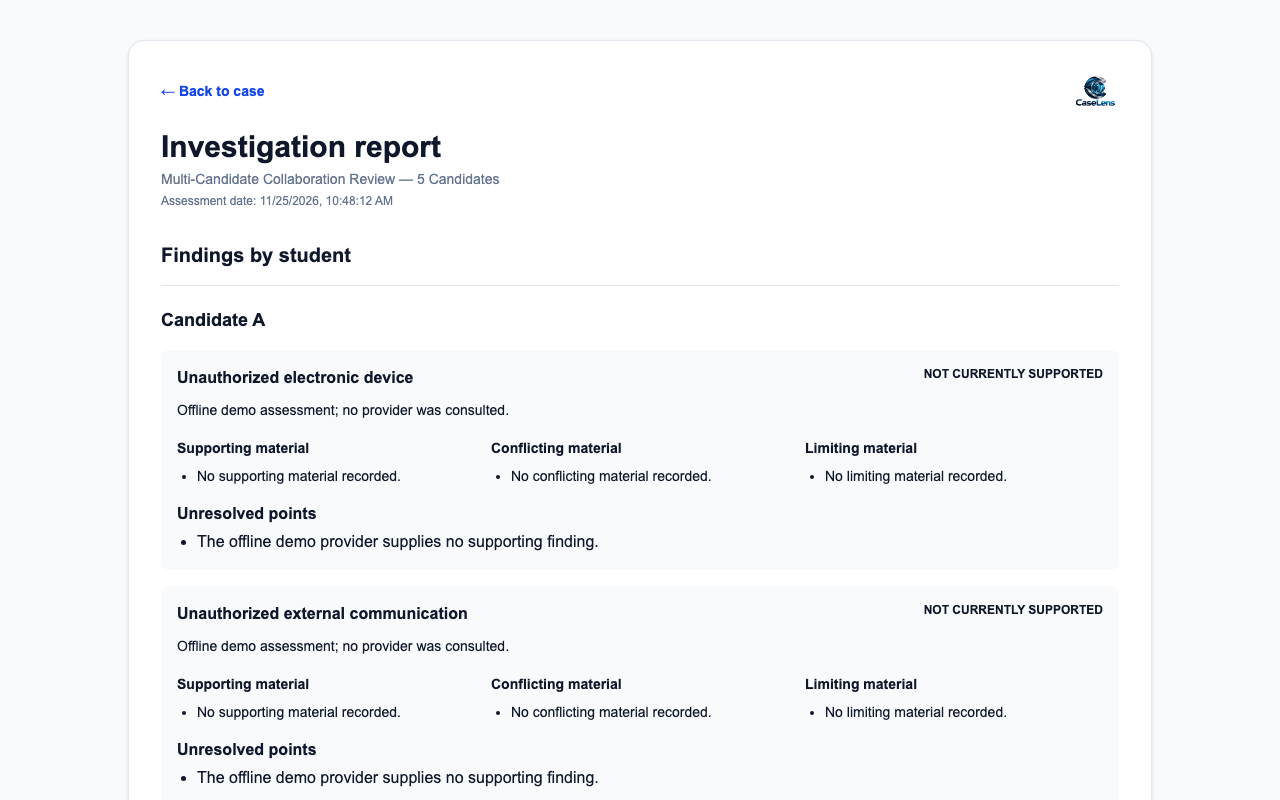 ← Back to case
CaseLens
Investigation report
Multi-Candidate Collaboration Review — 5 Candidates
Assessment date: 11/25/2026, 10:48:12 AM
Findings by student
Candidate A
Unauthorized electronic device
NOT CURRENTLY SUPPORTED
Offline demo assessment; no provider was consulted.
Supporting material
• No supporting material recorded.
Conflicting material
• No conflicting material recorded.
Limiting material
• No limiting material recorded.
Unresolved points
• The offline demo provider supplies no supporting finding.
Unauthorized external communication
NOT CURRENTLY SUPPORTED
Offline demo assessment; no provider was consulted.
Supporting material
• No supporting material recorded.
Conflicting material
• No conflicting material recorded.
Limiting material
• No limiting material recorded.
Unresolved points
• The offline demo provider supplies no supporting finding.